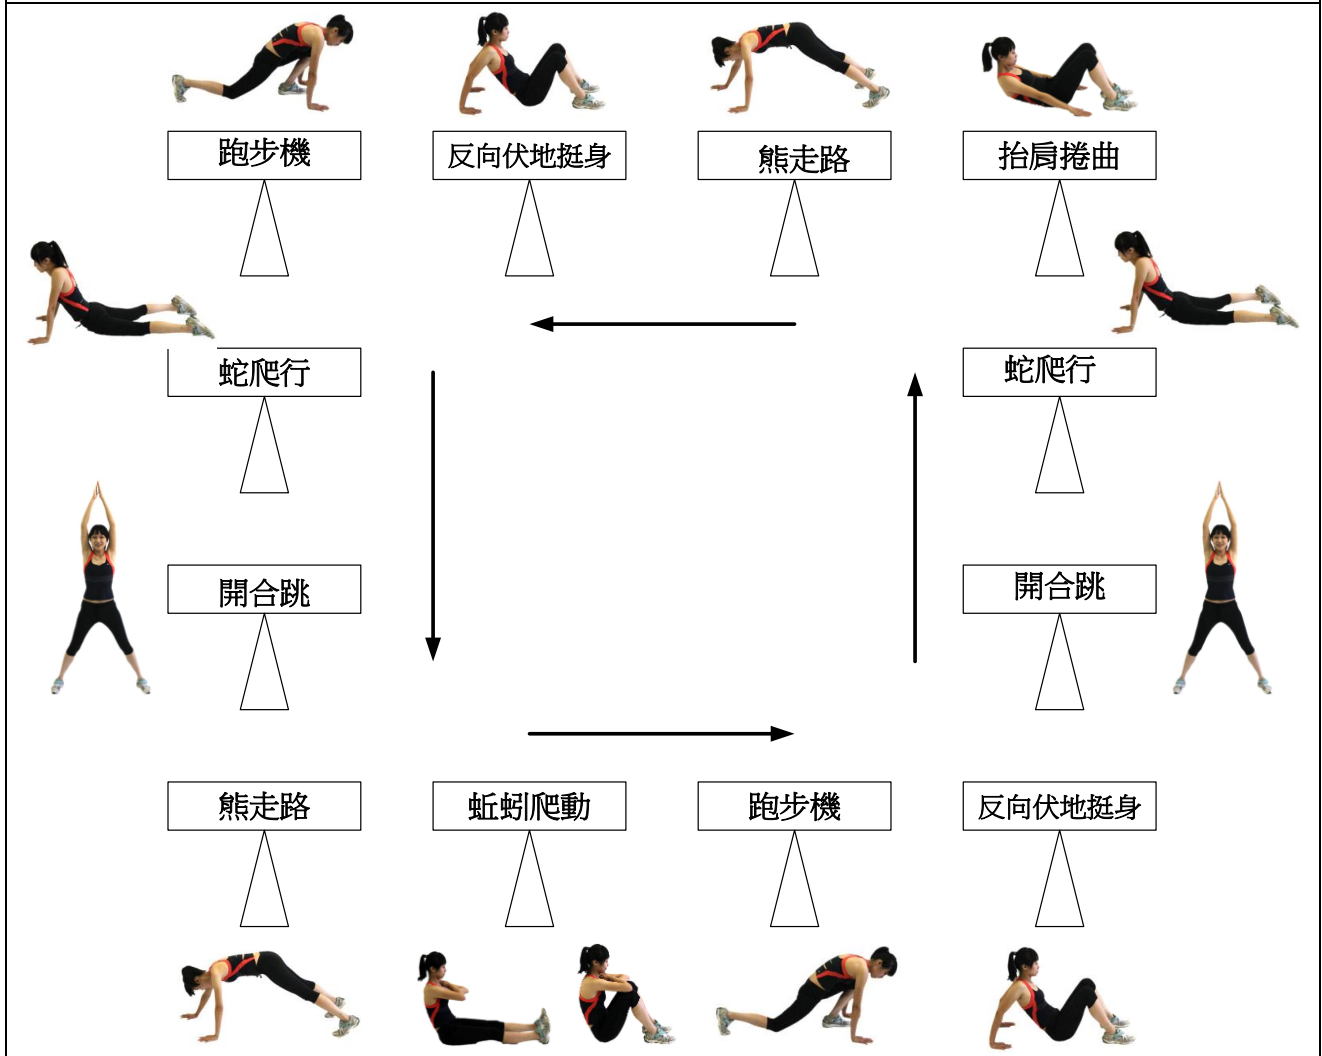 跑步機
反向伏地挺身
熊走路
抬肩捲曲
蛇爬行
蛇爬行
開合跳
開合跳
熊走路
蚯蚓爬動
跑步機
反向伏地挺身